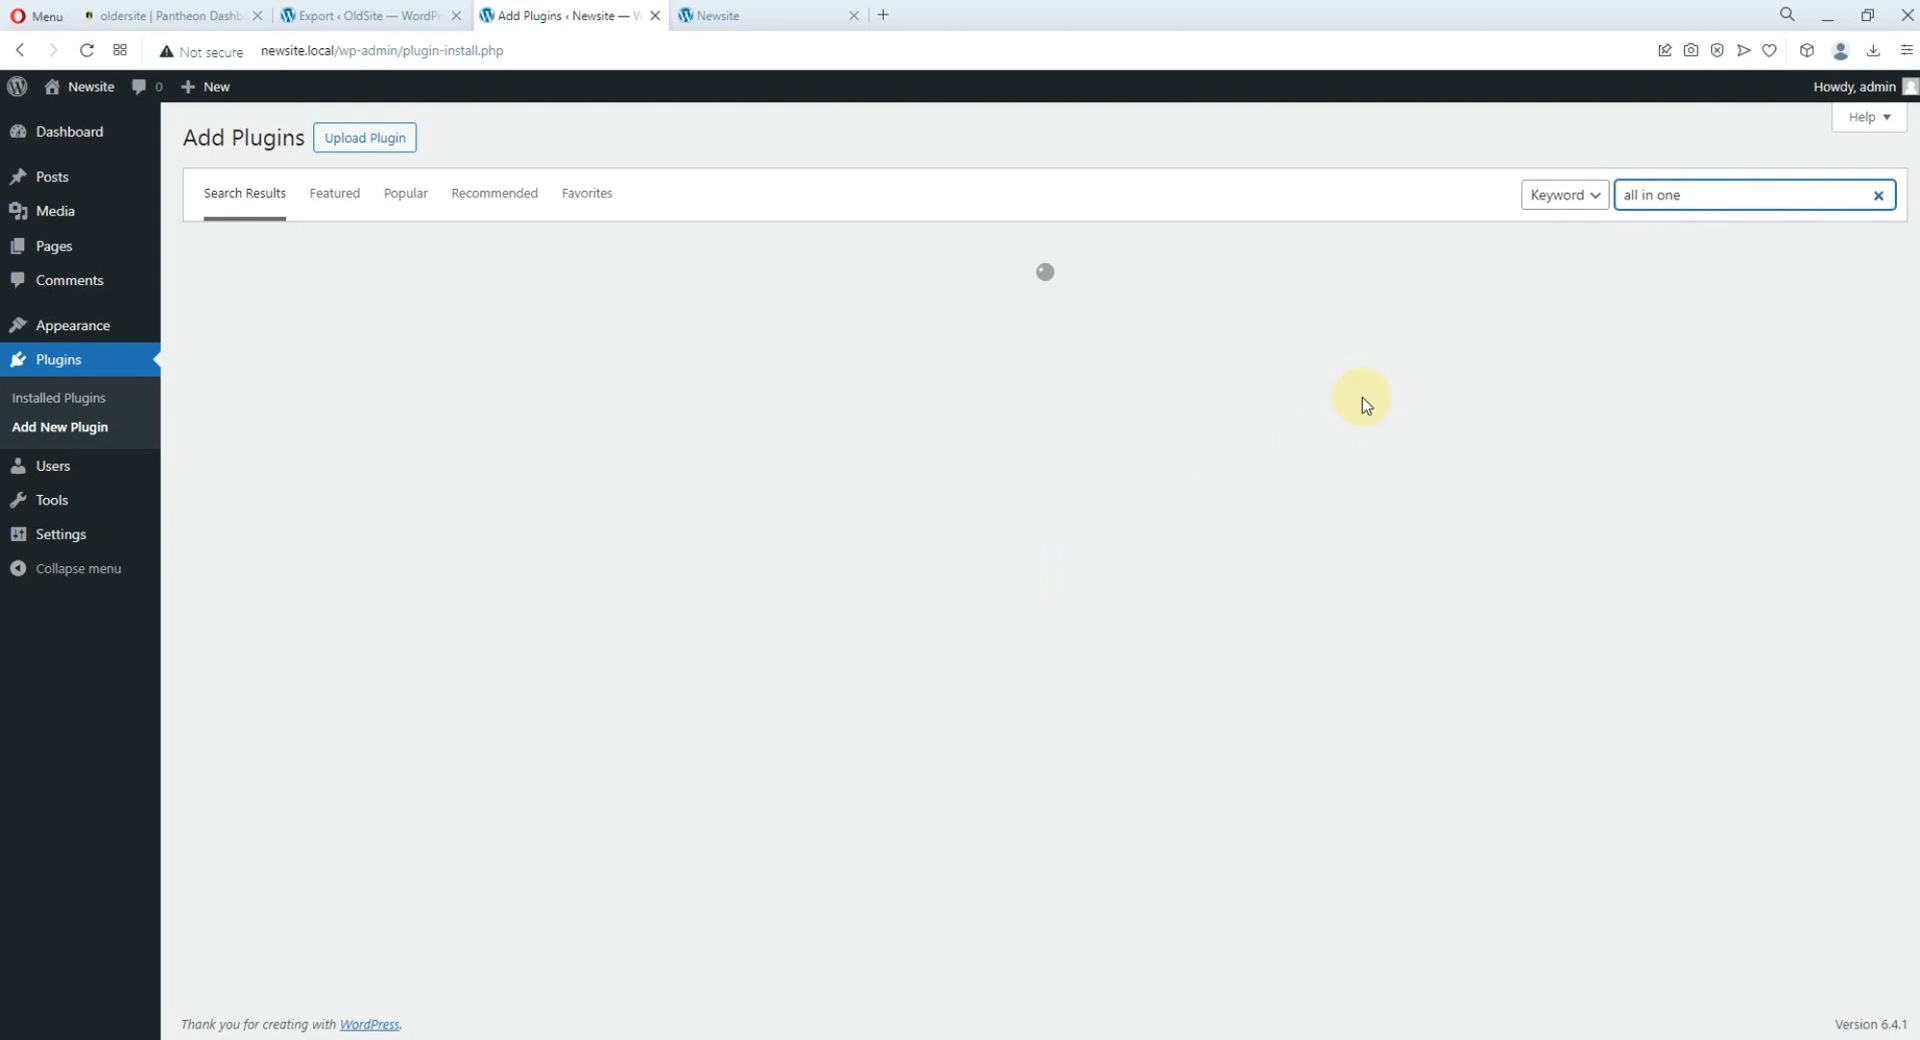 Menu
oldersite | Pantheon Dashb
Export ‹ OldSite — WordPr
Add Plugins ‹ Newsite — W
Newsite
Not secure
newsite.local/wp-admin/plugin-install.php
Newsite
0
New
Howdy, admin
Dashboard
Posts
Media
Pages
Comments
Appearance
Plugins
Installed Plugins
Add New Plugin
Users
Tools
Settings
Collapse menu
Add Plugins
Upload Plugin
Help
Search Results
Featured
Popular
Recommended
Favorites
Keyword
all in one
Thank you for creating with WordPress.
Version 6.4.1